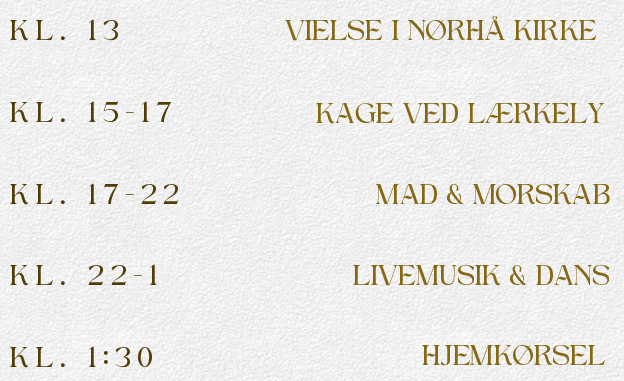 KL. 13 VIELSE I NØRHÅ KIRKE
KL. 15-17 KAGE VED LÆRKELY
KL. 17-22 MAD & MORSKAB
KL. 22-1 LIVEMUSIK & DANS
KL. 1:30 HJEMKØRSEL